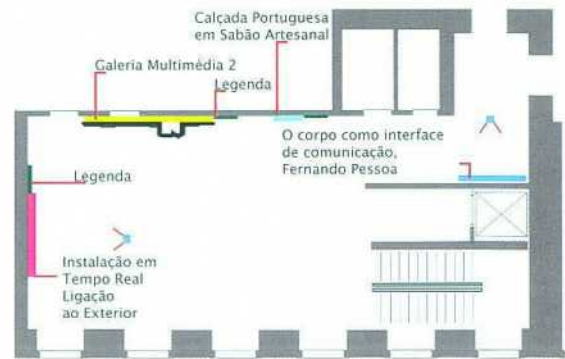 Calçada Portuguesa
em Sabão Artesanal
Galeria Multimédia 2
Legenda
O corpo como interface
de comunicação,
Fernando Pessoa
Legenda
Instalação em
Tempo Real
Ligação
ao Exterior